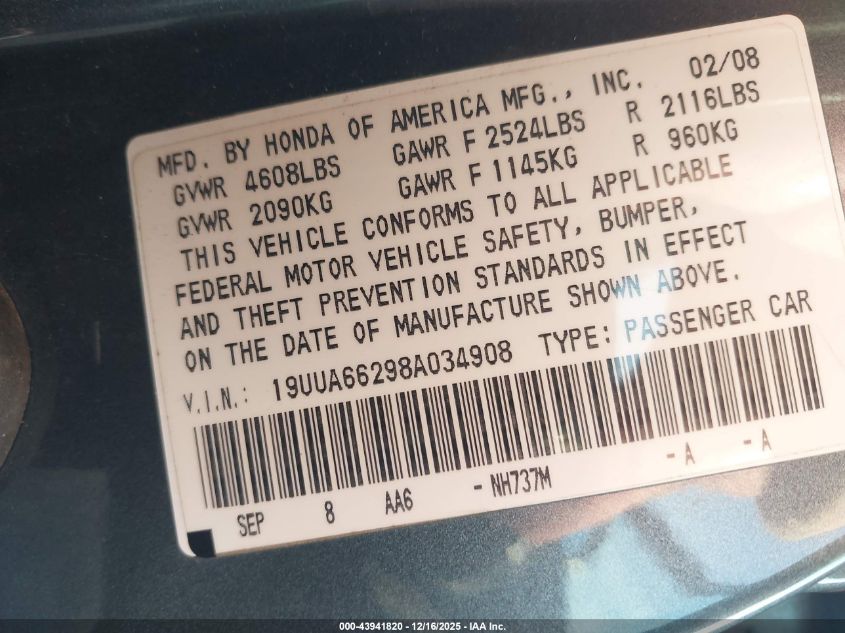 MFD. BY HONDA OF AMERICA MFG., INC. 02/08
GVWR 4608LBS GAWR F 2524LBS R 2116LBS
GVWR 2090KG GAWR F 1145KG R 960KG
THIS VEHICLE CONFORMS TO ALL APPLICABLE
FEDERAL MOTOR VEHICLE SAFETY, BUMPER,
AND THEFT PREVENTION STANDARDS IN EFFECT
ON THE DATE OF MANUFACTURE SHOWN ABOVE.
V.I.N.: 19UUA66298A034908 TYPE: PASSENGER CAR
SEP 8 AA6 -NH737M -A -A
000-43941820 - 12/16/2025 - IAA Inc.